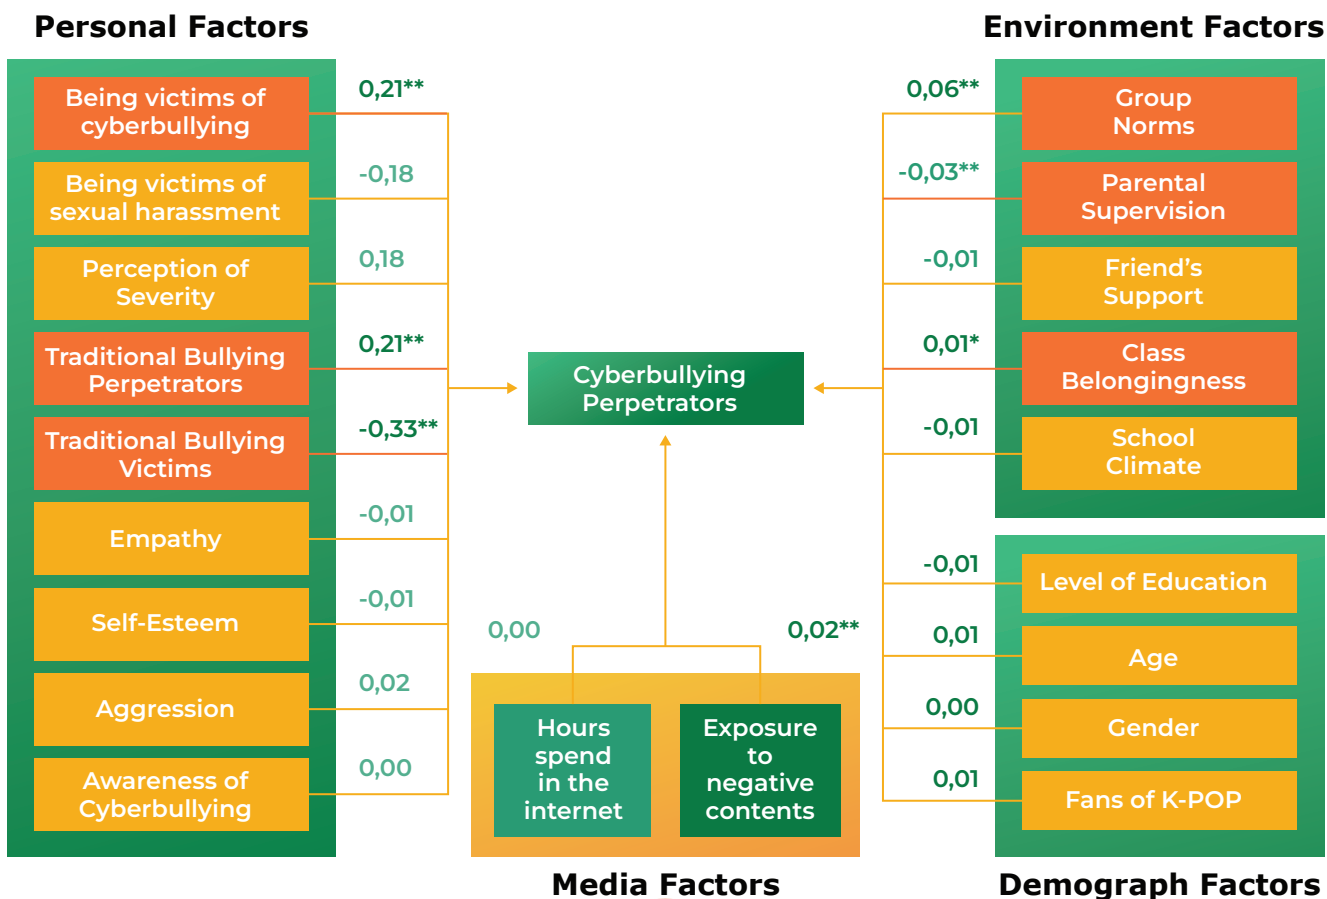 Personal Factors
Being victims of
cyberbullying
0,21**
Being victims of
sexual harassment
-0,18
Perception of
Severity
0,18
Traditional Bullying
Perpetrators
0,21**
Traditional Bullying
Victims
-0,33**
Empathy
-0,01
Self-Esteem
-0,01
Aggression
0,02
Awareness of
Cyberbullying
0,00
Cyberbullying
Perpetrators
0,00
0,02**
Hours
spend
in the
internet
Exposure
to
negative
contents
Media Factors
Environment Factors
0,06**
Group
Norms
-0,03**
Parental
Supervision
-0,01
Friend's
Support
0,01*
Class
Belongingness
-0,01
School
Climate
-0,01
Level of Education
0,01
Age
0,00
Gender
0,01
Fans of K-POP
Demograph Factors